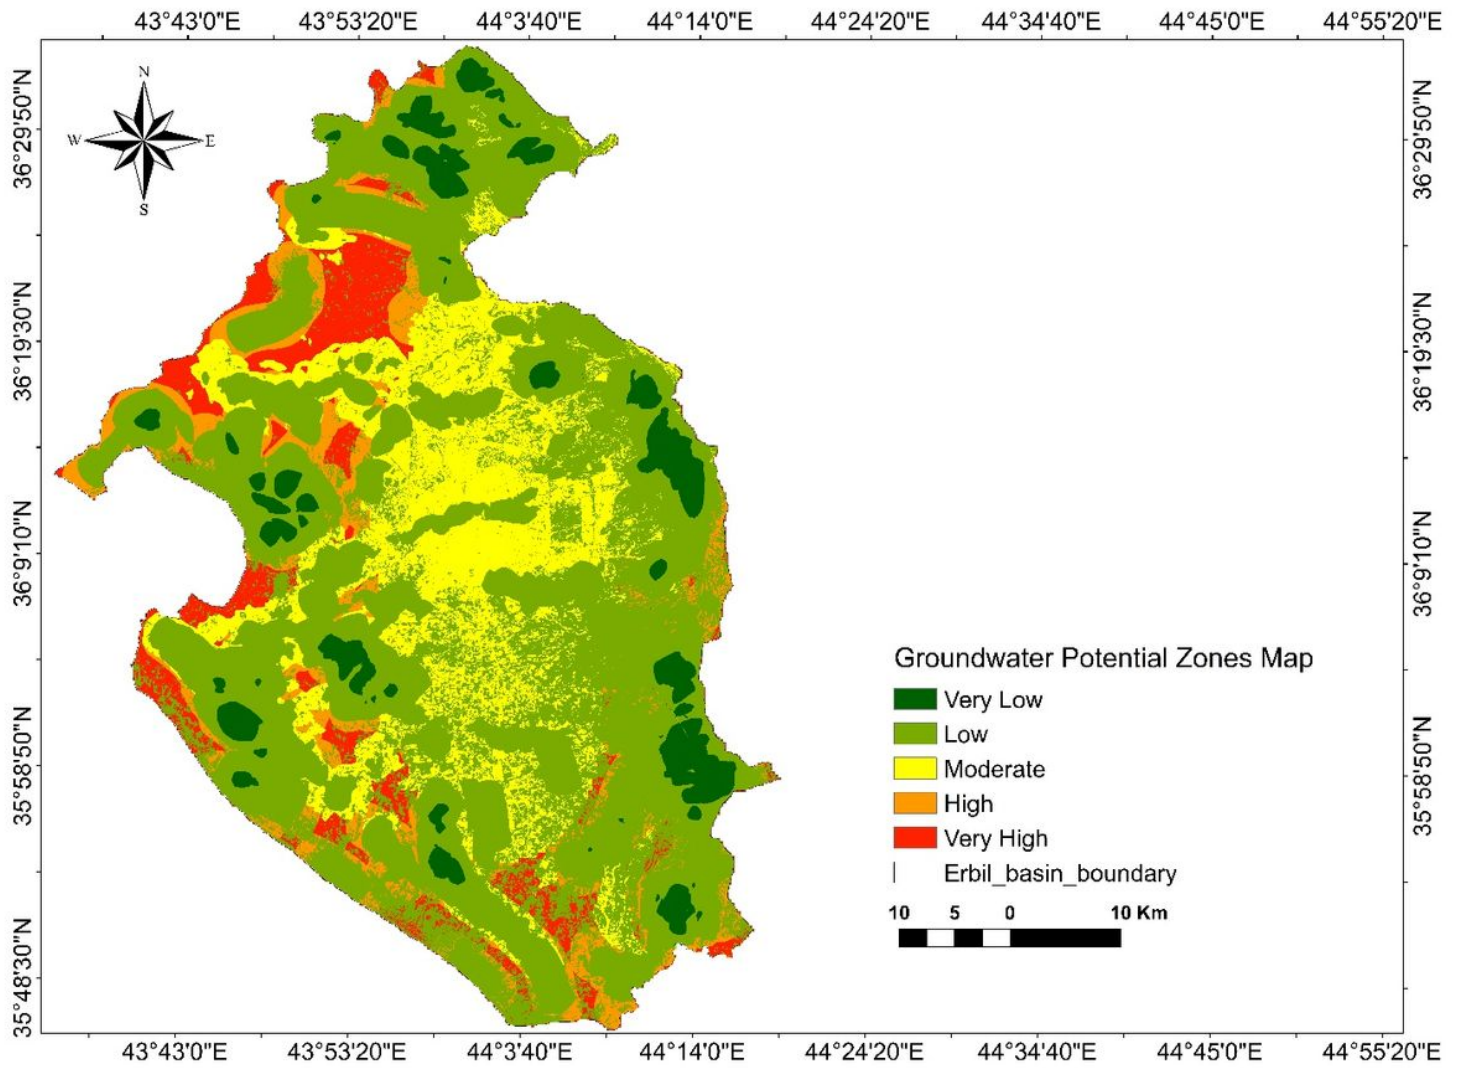 43°43'0"E 43°53'20"E 44°3'40"E 44°14'0"E 44°24'20"E 44°34'40"E 44°45'0"E 44°55'20"E
N
W E
S
36°29'50"N
36°19'30"N
36°9'10"N
35°58'50"N
35°48'30"N
36°29'50"N
36°19'30"N
36°9'10"N
35°58'50"N
Groundwater Potential Zones Map
Very Low
Low
Moderate
High
Very High
Erbil_basin_boundary
10 5 0 10 Km
43°43'0"E 43°53'20"E 44°3'40"E 44°14'0"E 44°24'20"E 44°34'40"E 44°45'0"E 44°55'20"E